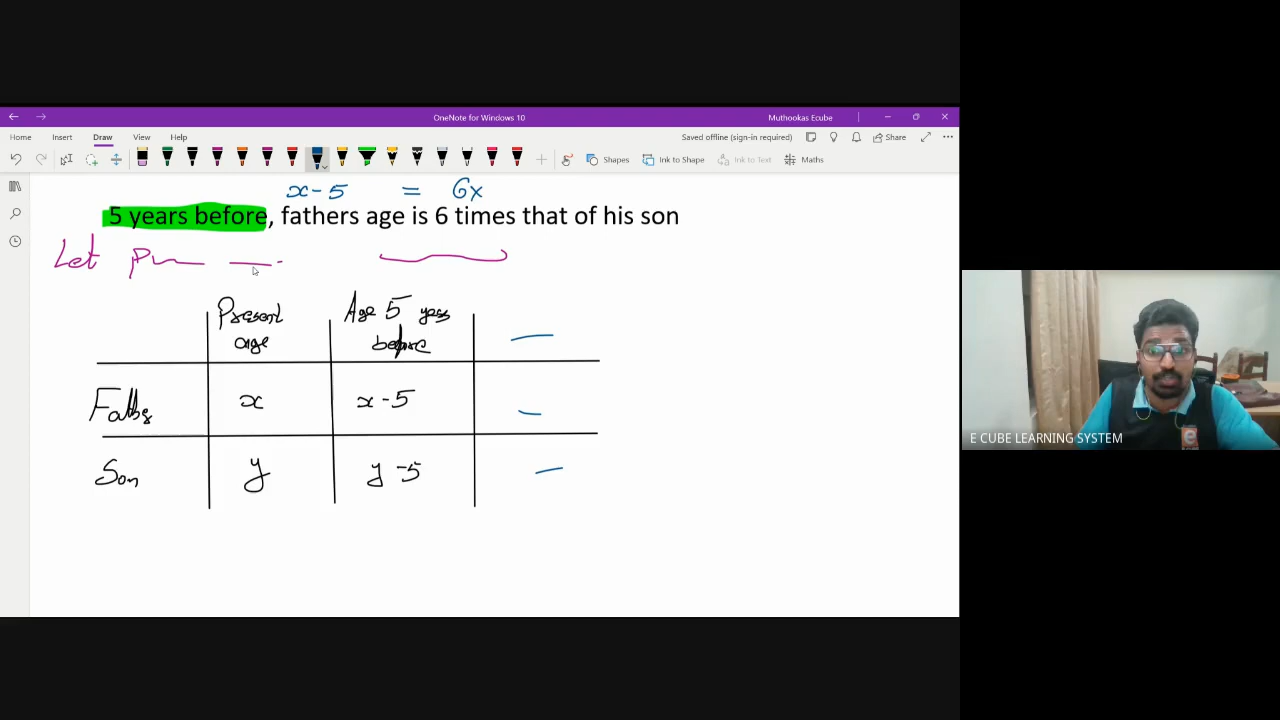 OneNote for Windows 10
Muthookas Ecube
Home Insert Draw View Help
Saved offline (sign-in required) Share
Shapes Ink to Shape Ink to Text Maths
x-5 = 6x
5 years before, fathers age is 6 times that of his son
Let
Present Age 5 years
age before
Father x x-5
Son y y-5
E CUBE LEARNING SYSTEM